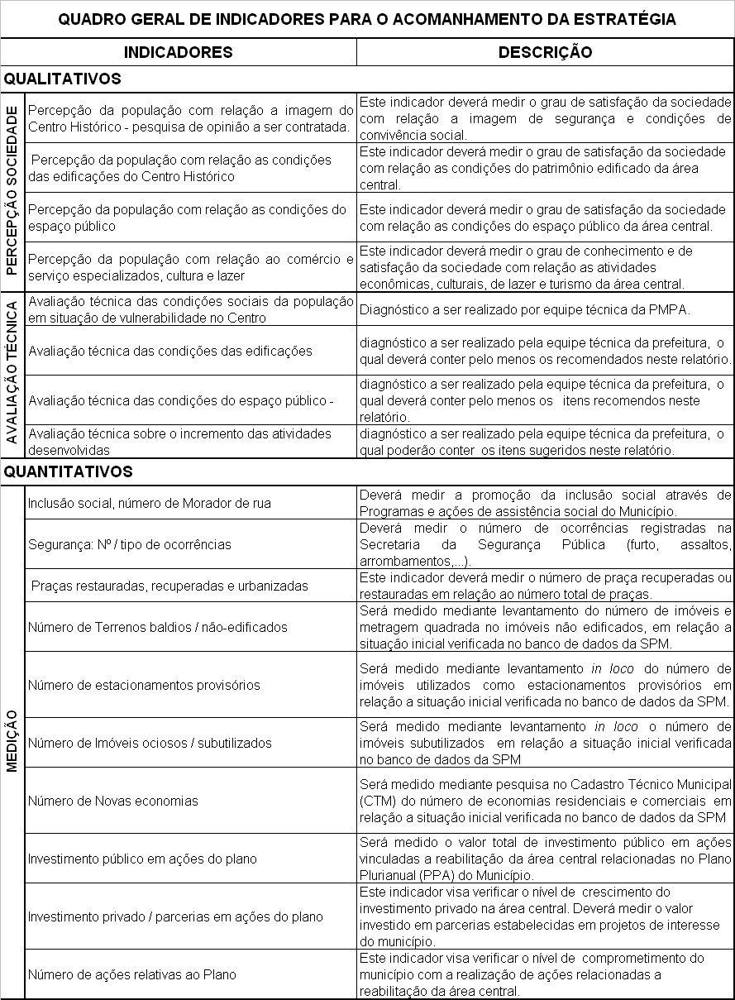 QUADRO GERAL DE INDICADORES PARA O ACOMANHAMENTO DA ESTRATÉGIA
INDICADORES
DESCRIÇÃO
QUALITATIVOS
PERCEPÇÃO SOCIEDADE
Percepção da população com relação a imagem do
Centro Histórico - pesquisa de opinião a ser contratada.
Este indicador deverá medir o grau de satisfação da sociedade
com relação a imagem de segurança e condições de
convivência social.
Percepção da população com relação as condições
das edificações do Centro Histórico
Este indicador deverá medir o grau de satisfação da sociedade
com relação as condições do patrimônio edificado da área
central.
Percepção da população com relação as condições do
espaço público
Este indicador deverá medir o grau de satisfação da sociedade
com relação as condições do espaço público da área central.
Percepção da população com relação ao comércio e
serviço especializados, cultura e lazer
Este indicador deverá medir o grau de conhecimento e de
satisfação da sociedade com relação as atividades
econômicas, culturais, de lazer e turismo da área central.
AVALIAÇÃO TÉCNICA
Avaliação técnica das condições sociais da população
em situação de vulnerabilidade no Centro
Diagnóstico a ser realizado por equipe técnica da PMPA.
Avaliação técnica das condições das edificações
diagnóstico a ser realizado pela equipe técnica da prefeitura, o
qual deverá conter pelo menos os recomendados neste relatório.
Avaliação técnica das condições do espaço público -
diagnóstico a ser realizado pela equipe técnica da prefeitura, o
qual deverá conter pelo menos os itens recomendos neste
relatório.
Avaliação técnica sobre o incremento das atividades
desenvolvidas
diagnóstico a ser realizado pela equipe técnica da prefeitura, o
qual poderão conter os itens sugeridos neste relatório.
QUANTITATIVOS
MEDIÇÃO
Inclusão social, número de Morador de rua
Deverá medir a promoção da inclusão social através de
Programas e ações de assistência social do Município.
Segurança: Nº / tipo de ocorrências
Deverá medir o número de ocorrências registradas na
Secretaria da Segurança Pública (furto, assaltos,
arrombamentos,...).
Praças restauradas, recuperadas e urbanizadas
Este indicador deverá medir o número de praça recuperadas ou
restauradas em relação ao número total de praças.
Número de Terrenos baldios / não-edificados
Será medido mediante levantamento do número de imóveis e
metragem quadrada no imóveis não edificados, em relação a
situação inicial verificada no banco de dados da SPM.
Número de estacionamentos provisórios
Será medido mediante levantamento in loco do número de
imóveis utilizados como estacionamentos provisórios em
relação a situação inicial verificada no banco de dados da SPM.
Número de Imóveis ociosos / subutilizados
Será medido mediante levantamento in loco o número de
imóveis subutilizados em relação a situação inicial verificada
no banco de dados da SPM
Número de Novas economias
Será medido mediante pesquisa no Cadastro Técnico Municipal
(CTM) do número de economias residenciais e comerciais em
relação a situação inicial verificada no banco de dados da SPM
Investimento público em ações do plano
Será medido o valor total de investimento público em ações
vinculadas a reabilitação da área central relacionadas no Plano
Plurianual (PPA) do Município.
Investimento privado / parcerias em ações do plano
Este indicador visa verificar o nível de crescimento do
investimento privado na área central. Deverá medir o valor
investido em parcerias estabelecidas em projetos de interesse
do município.
Número de ações relativas ao Plano
Este indicador visa verificar o nível de comprometimento do
município com a realização de ações relacionadas a
reabilitação da área central.